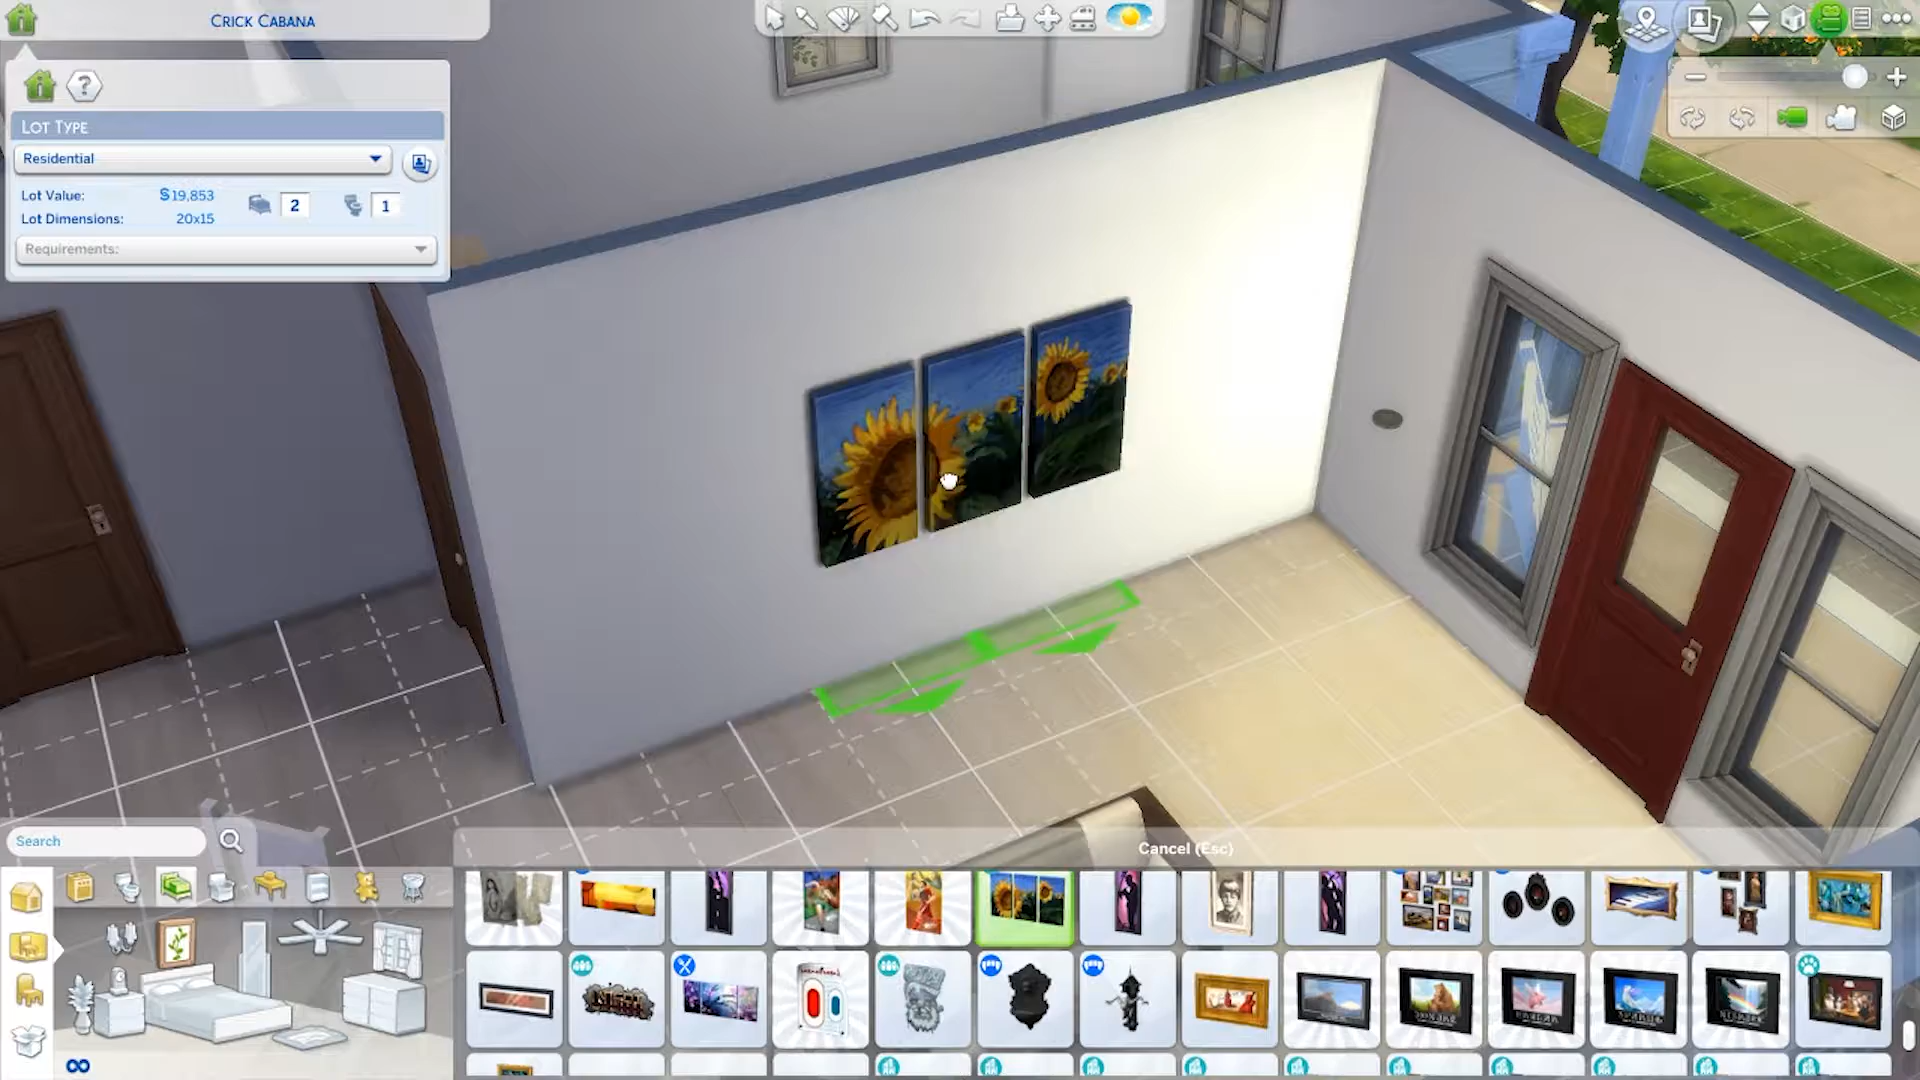 Crick Cabana
?
Lot Type
Residential
Lot Value: §19,853 2 1
Lot Dimensions: 20x15
Requirements:
Search
Cancel (Esc)